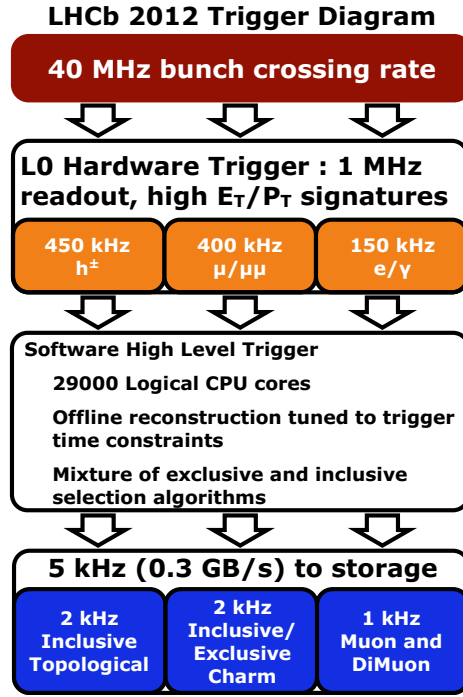 LHCb 2012 Trigger Diagram
40 MHz bunch crossing rate
L0 Hardware Trigger : 1 MHz
readout, high E_T/P_T signatures
450 kHz
h±
400 kHz
µ/µµ
150 kHz
e/γ
Software High Level Trigger
29000 Logical CPU cores
Offline reconstruction tuned to trigger
time constraints
Mixture of exclusive and inclusive
selection algorithms
5 kHz (0.3 GB/s) to storage
2 kHz
Inclusive
Topological
2 kHz
Inclusive/
Exclusive
Charm
1 kHz
Muon and
DiMuon